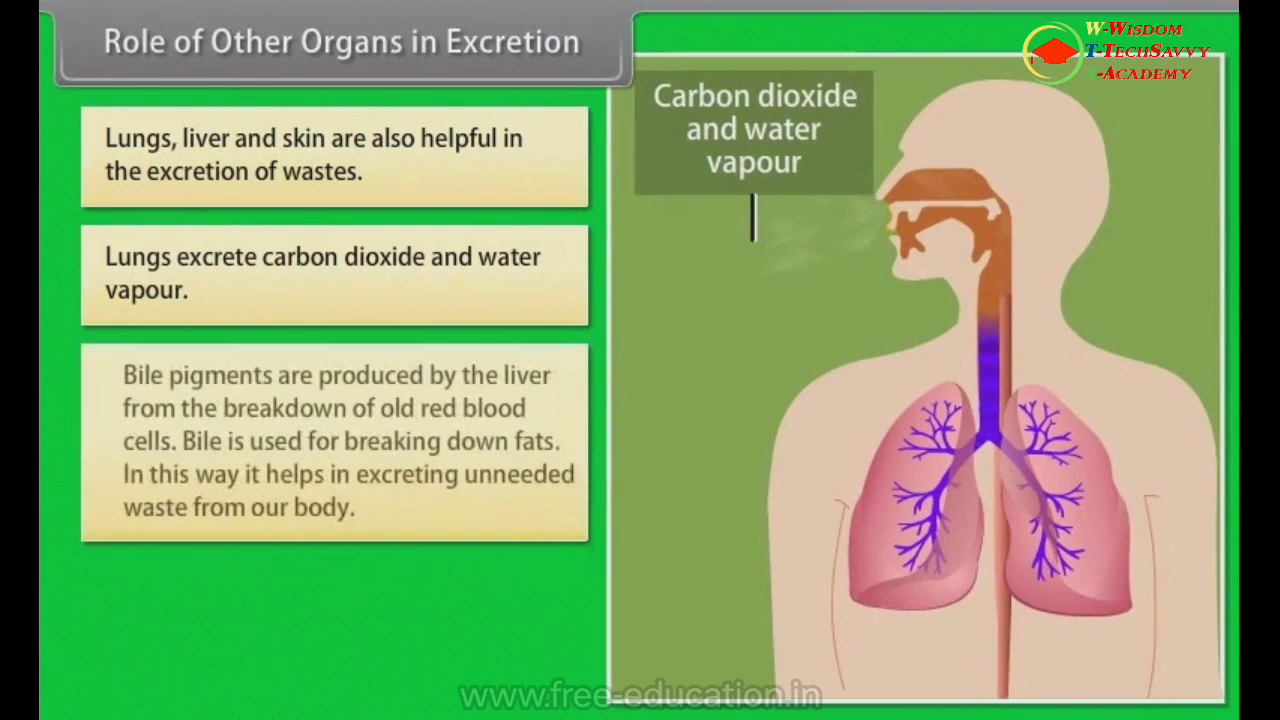 Role of Other Organs in Excretion
W-Wisdom
T-TechSavvy
-Academy
Lungs, liver and skin are also helpful in
the excretion of wastes.
Lungs excrete carbon dioxide and water
vapour.
Bile pigments are produced by the liver
from the breakdown of old red blood
cells. Bile is used for breaking down fats.
In this way it helps in excreting unneeded
waste from our body.
Carbon dioxide
and water
vapour
www.free-education.in